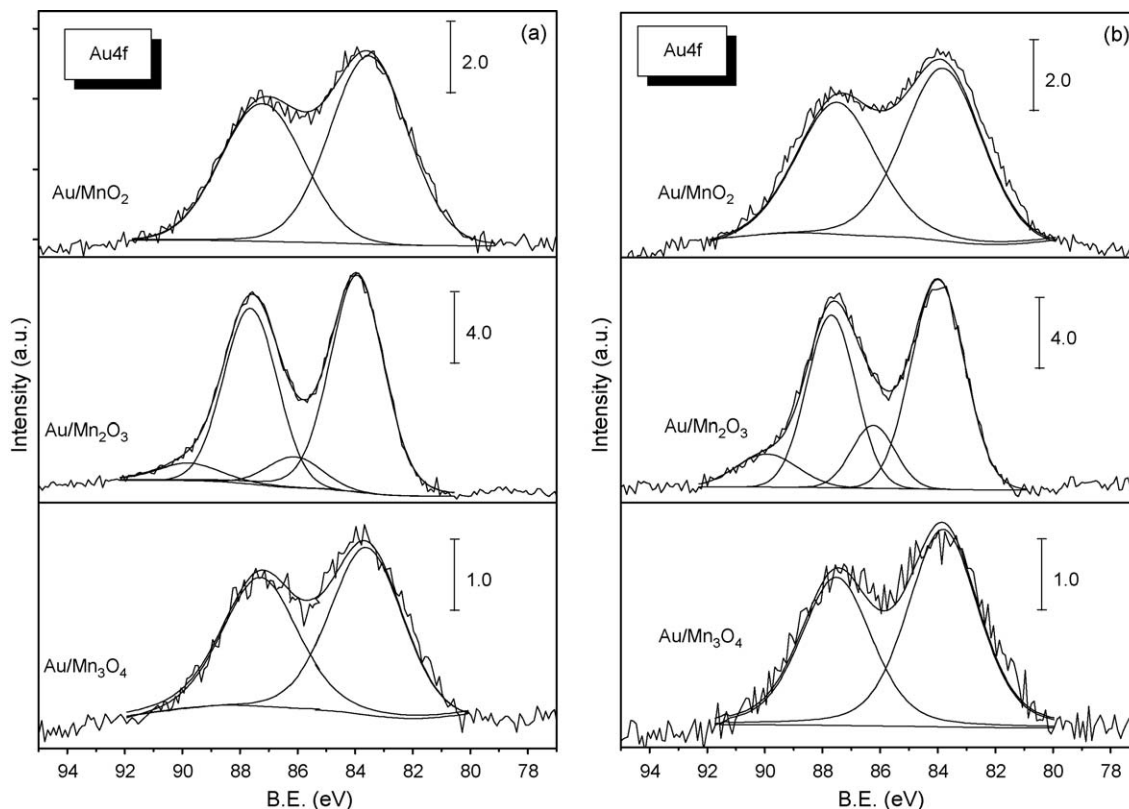 Au4f
(a)
2.0
Au/MnO₂
4.0
Au/Mn₂O₃
1.0
Au/Mn₃O₄
Intensity (a.u.)
94 92 90 88 86 84 82 80 78
B.E. (eV)
Au4f
(b)
2.0
Au/MnO₂
4.0
Au/Mn₂O₃
1.0
Au/Mn₃O₄
Intensity (a.u.)
94 92 90 88 86 84 82 80 78
B.E. (eV)